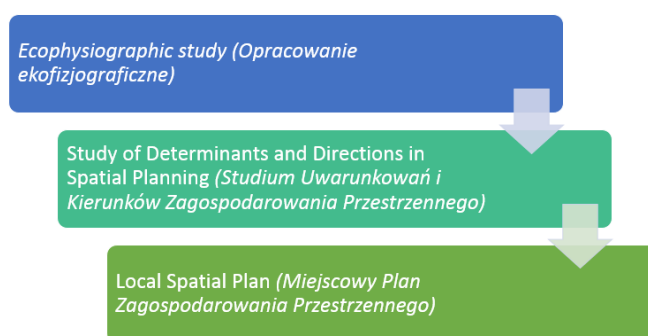 Ecophysiographic study (Opracowanie
ekofizjograficzne)
Study of Determinants and Directions in
Spatial Planning (Studium Uwarunkowań i
Kierunków Zagospodarowania Przestrzennego)
Local Spatial Plan (Miejscowy Plan
Zagospodarowania Przestrzennego)